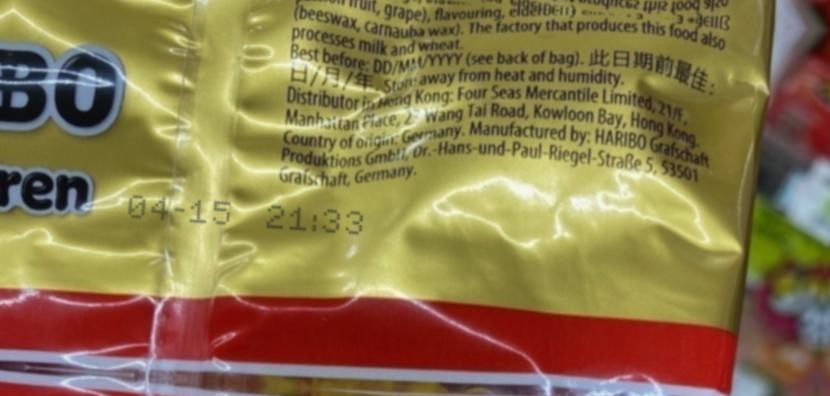 fruit, grape), flavouring,
(beeswax, carnauba wax). The factory that produces this food also
processes milk and wheat.
Best before: DD/MM/YYYY (see back of bag). 此日期前最佳:
日/月/年. Store away from heat and humidity.
Distributor in Hong Kong: Four Seas Mercantile Limited, 21/F,
Manhattan Place, 23 Wang Tai Road, Kowloon Bay, Hong Kong.
Country of origin: Germany. Manufactured by: HARIBO Grafschaft
Produktions GmbH, Dr.-Hans-und-Paul-Riegel-Straße 5, 53501
Grafschaft, Germany.
BO
ren
04-15 21:33